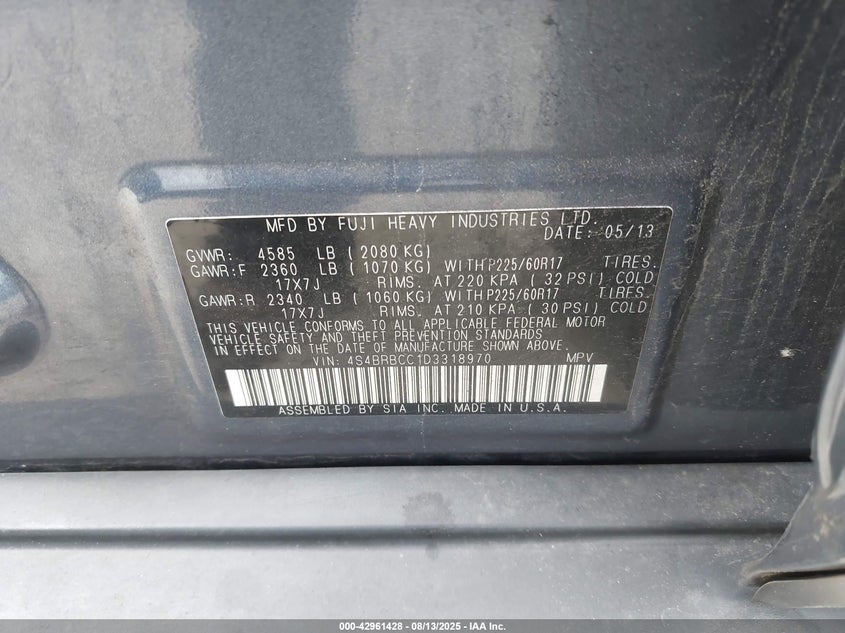 MFD BY FUJI HEAVY INDUSTRIES LTD.
DATE: 05/13
GVWR: 4585 LB ( 2080 KG)
GAWR:F 2360 LB ( 1070 KG) WITH P225/60R17 TIRES.
17X7J RIMS. AT 220 KPA ( 32 PSI) COLD
GAWR:R 2340 LB ( 1060 KG) WITH P225/60R17 TIRES.
17X7J RIMS. AT 210 KPA ( 30 PSI) COLD
THIS VEHICLE CONFORMS TO ALL APPLICABLE FEDERAL MOTOR
VEHICLE SAFETY AND THEFT PREVENTION STANDARDS
IN EFFECT ON THE DATE OF MANUFACTURE SHOWN ABOVE.
VIN: 4S4BRBCC1D3318970 MPV
ASSEMBLED BY SIA INC. MADE IN U.S.A.
000-42961428 - 08/13/2025 - IAA Inc.